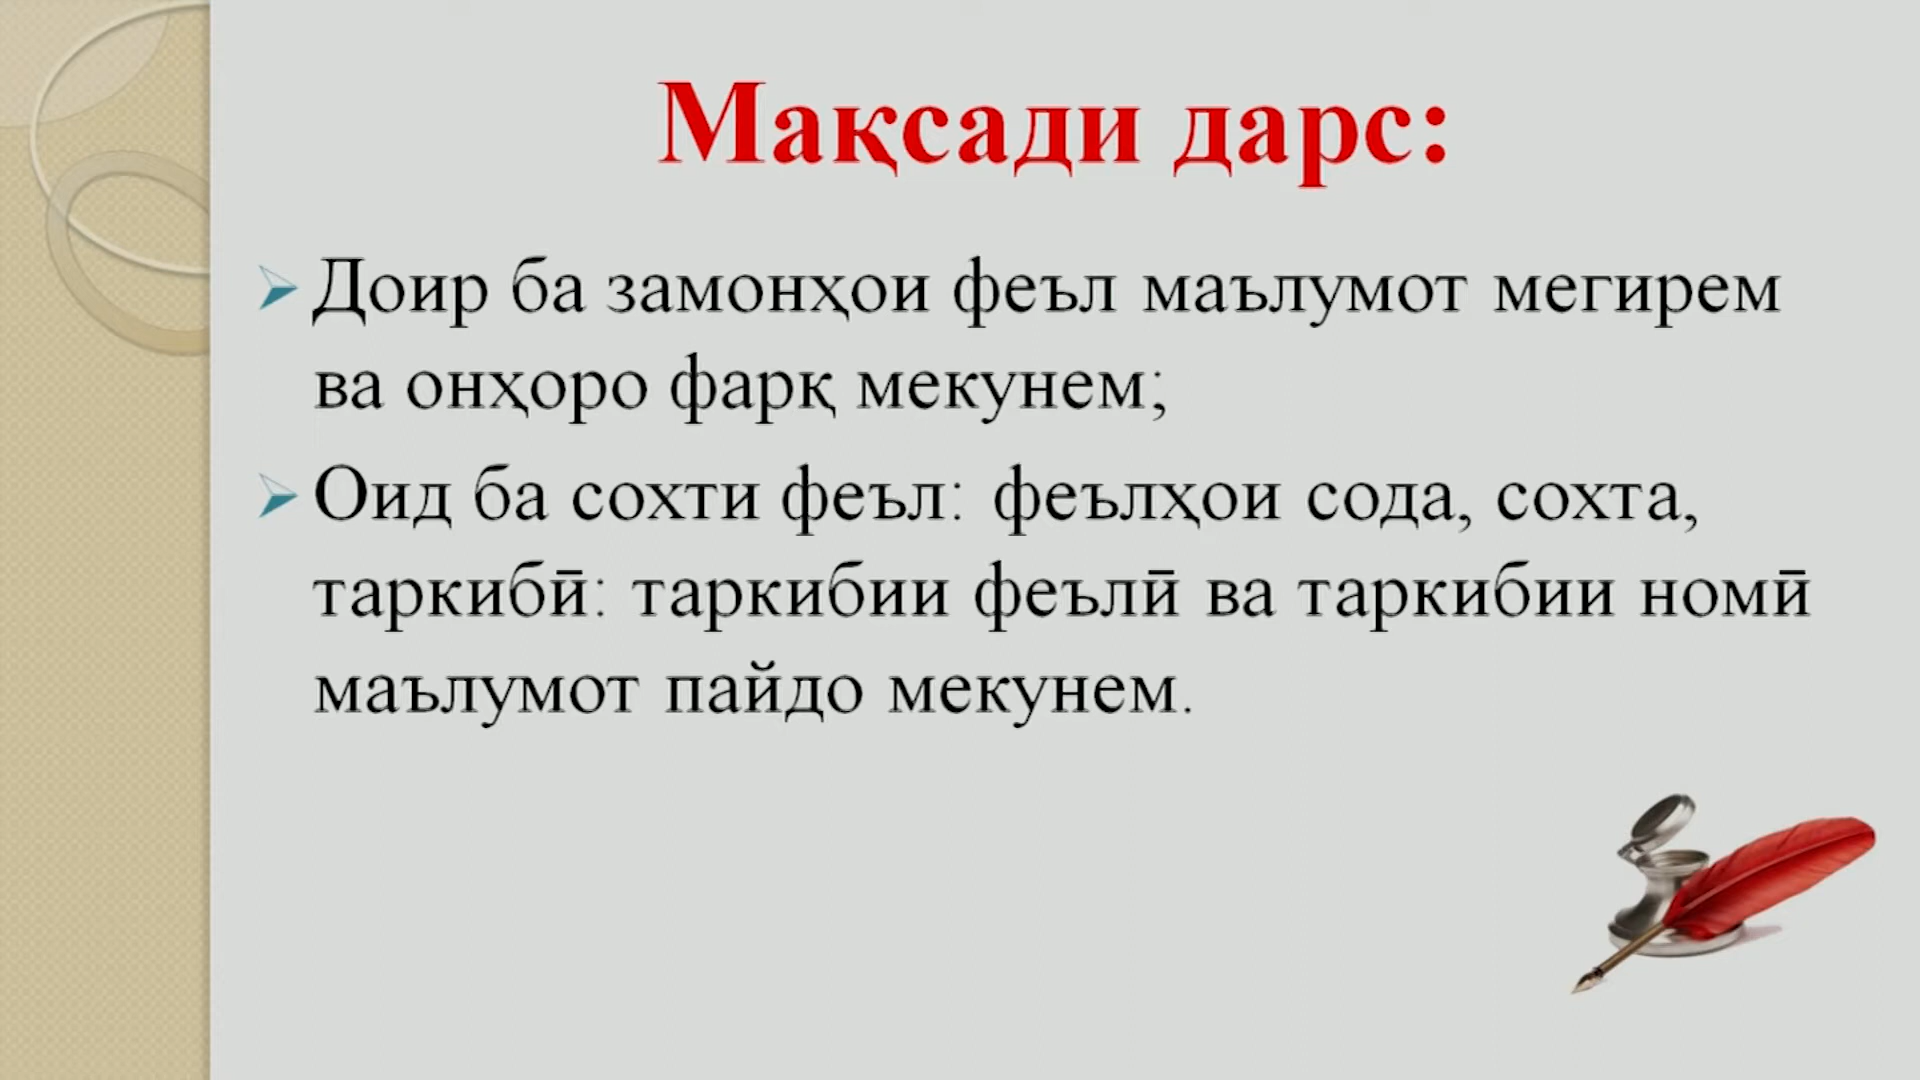 Мақсади дарс:
Доир ба замонҳои феъл маълумот мегирем
ва онҳоро фарқ мекунем;
Оид ба сохти феъл: феълҳои сода, сохта,
таркибӣ: таркибии феълӣ ва таркибии номӣ
маълумот пайдо мекунем.